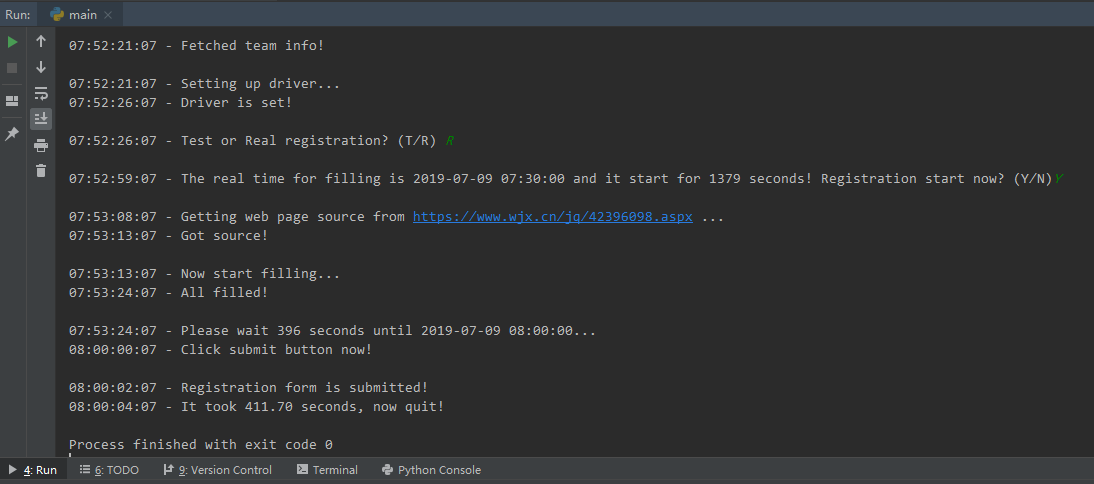 Run: main
07:52:21:07 - Fetched team info!
07:52:21:07 - Setting up driver...
07:52:26:07 - Driver is set!
07:52:26:07 - Test or Real registration? (T/R) R
07:52:59:07 - The real time for filling is 2019-07-09 07:30:00 and it start for 1379 seconds! Registration start now? (Y/N)Y
07:53:08:07 - Getting web page source from https://www.wjx.cn/jq/42396098.aspx ...
07:53:13:07 - Got source!
07:53:13:07 - Now start filling...
07:53:24:07 - All filled!
07:53:24:07 - Please wait 396 seconds until 2019-07-09 08:00:00...
08:00:00:07 - Click submit button now!
08:00:02:07 - Registration form is submitted!
08:00:04:07 - It took 411.70 seconds, now quit!
Process finished with exit code 0
4: Run 6: TODO 9: Version Control Terminal Python Console